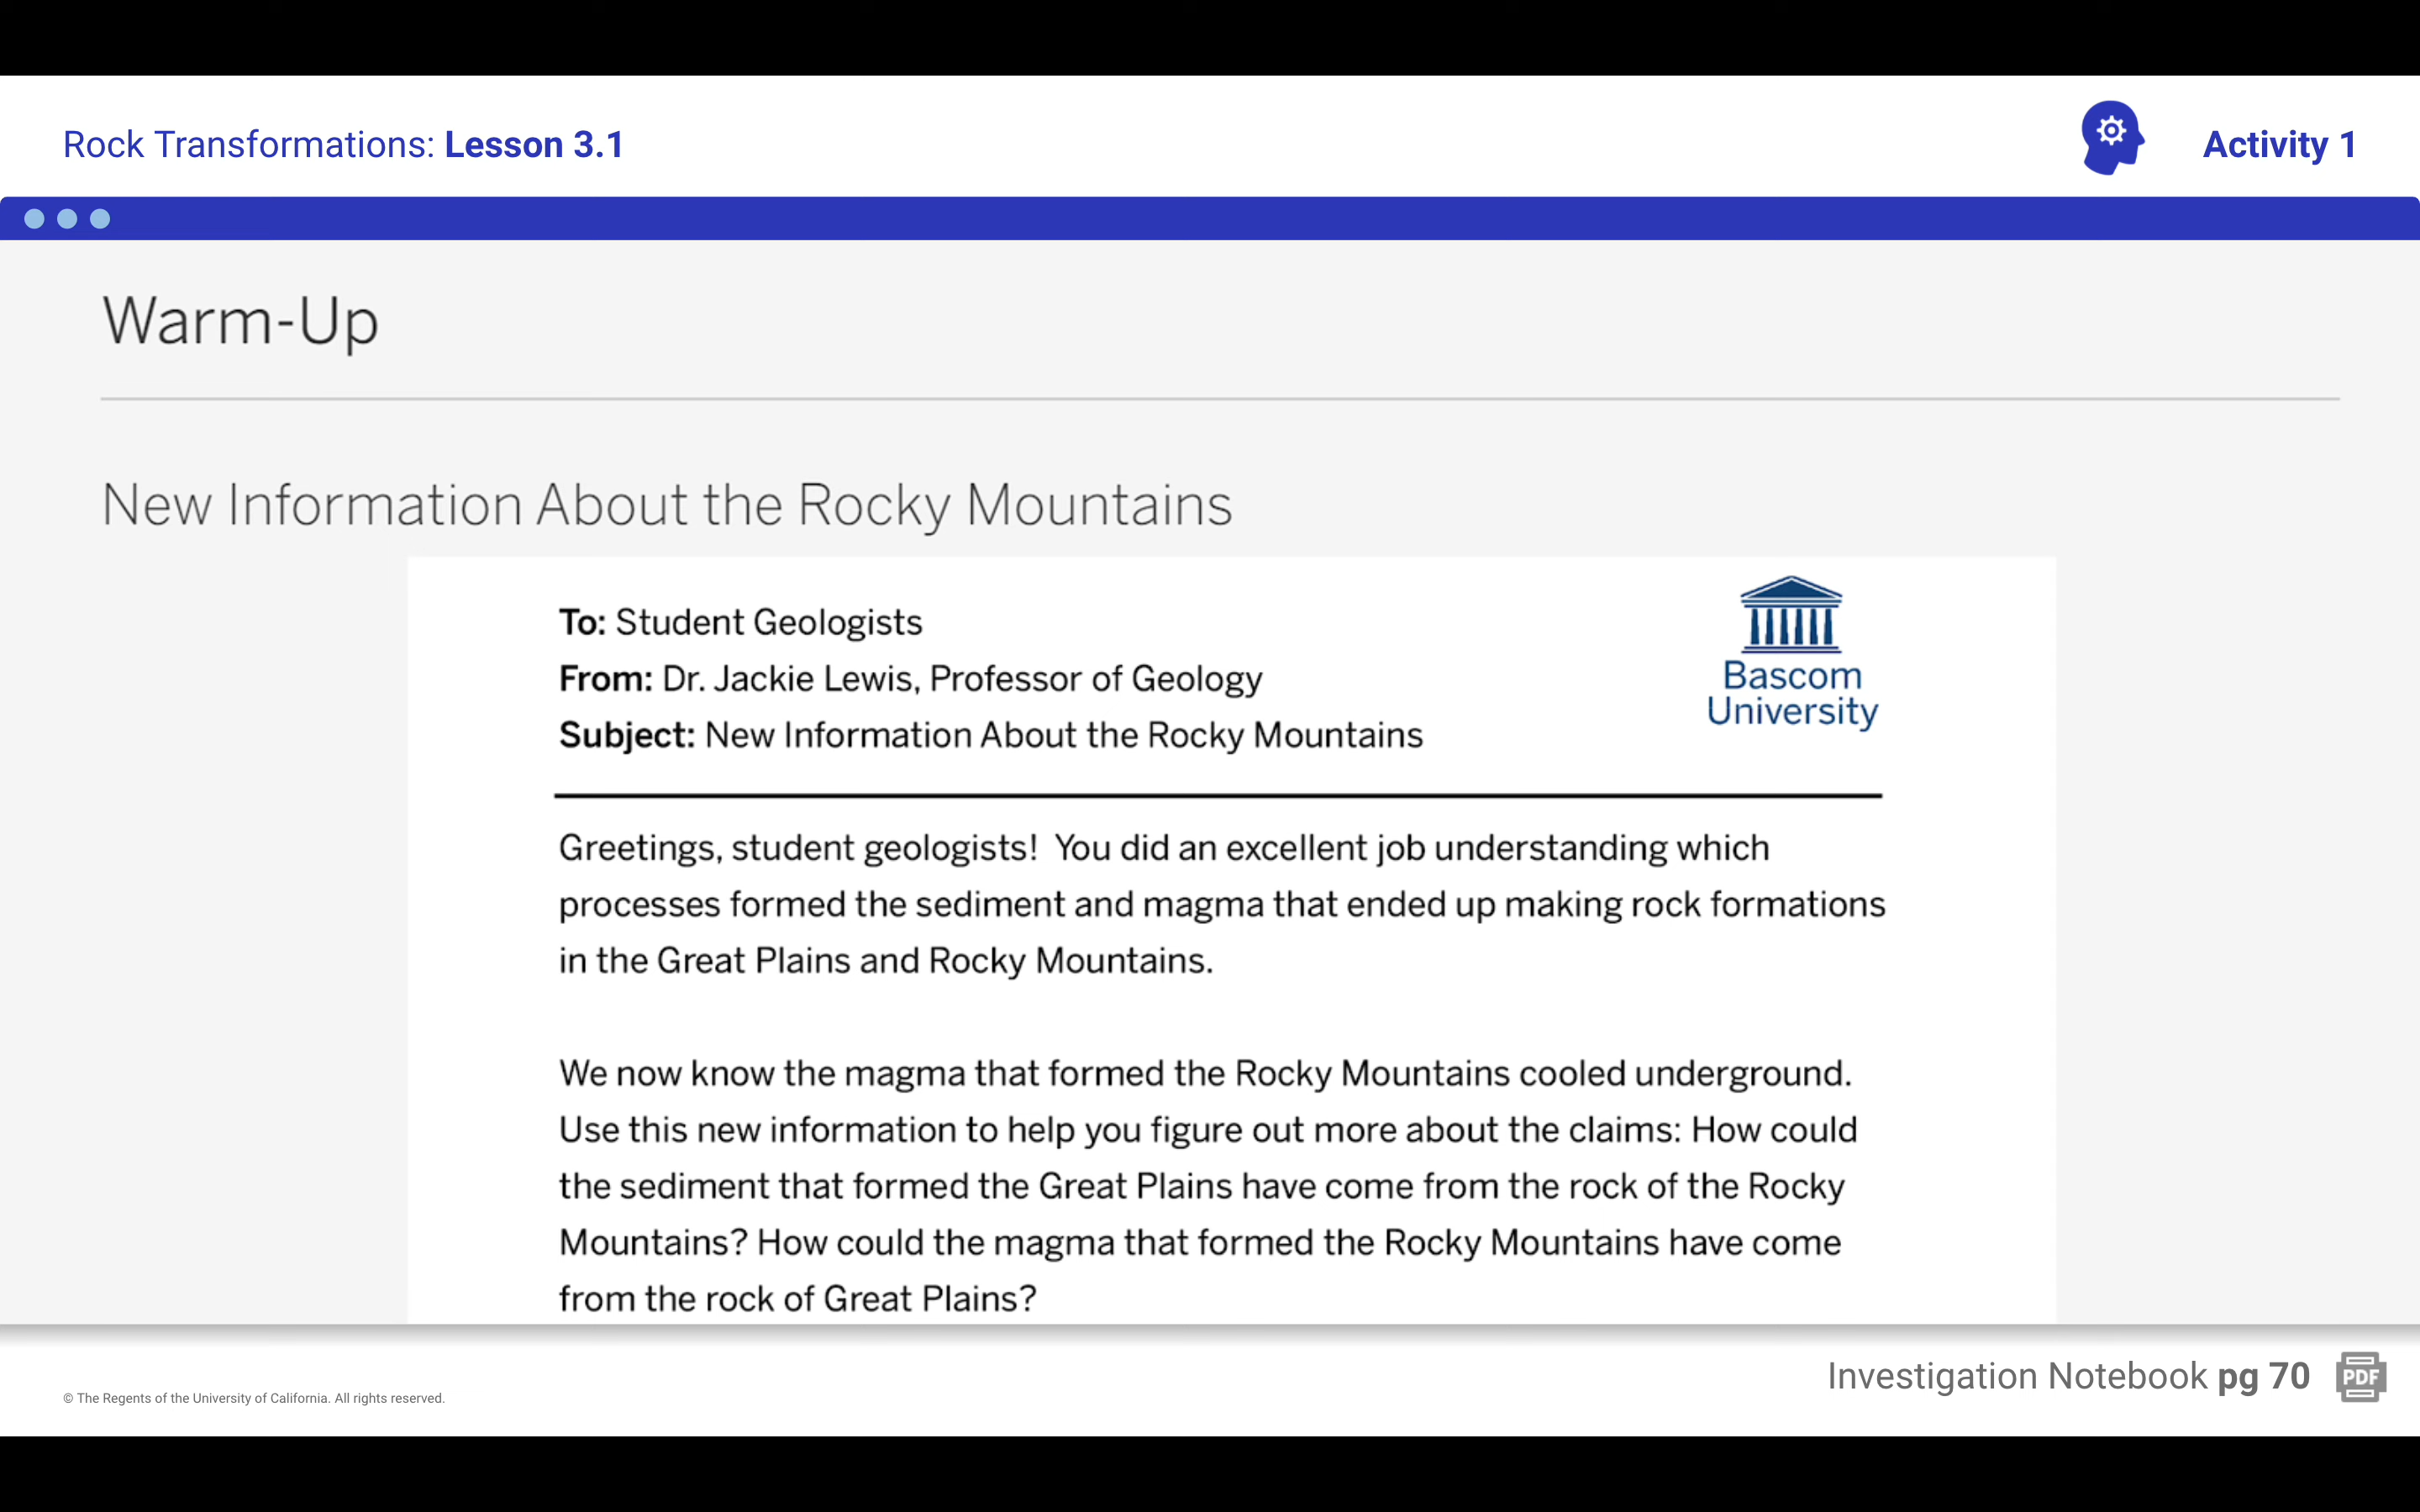 Rock Transformations: Lesson 3.1
Activity 1
Warm-Up
New Information About the Rocky Mountains
To: Student Geologists
From: Dr. Jackie Lewis, Professor of Geology
Subject: New Information About the Rocky Mountains
Bascom
University
Greetings, student geologists!  You did an excellent job understanding which
processes formed the sediment and magma that ended up making rock formations
in the Great Plains and Rocky Mountains.
We now know the magma that formed the Rocky Mountains cooled underground.
Use this new information to help you figure out more about the claims: How could
the sediment that formed the Great Plains have come from the rock of the Rocky
Mountains? How could the magma that formed the Rocky Mountains have come
from the rock of Great Plains?
Investigation Notebook pg 70
PDF
© The Regents of the University of California. All rights reserved.